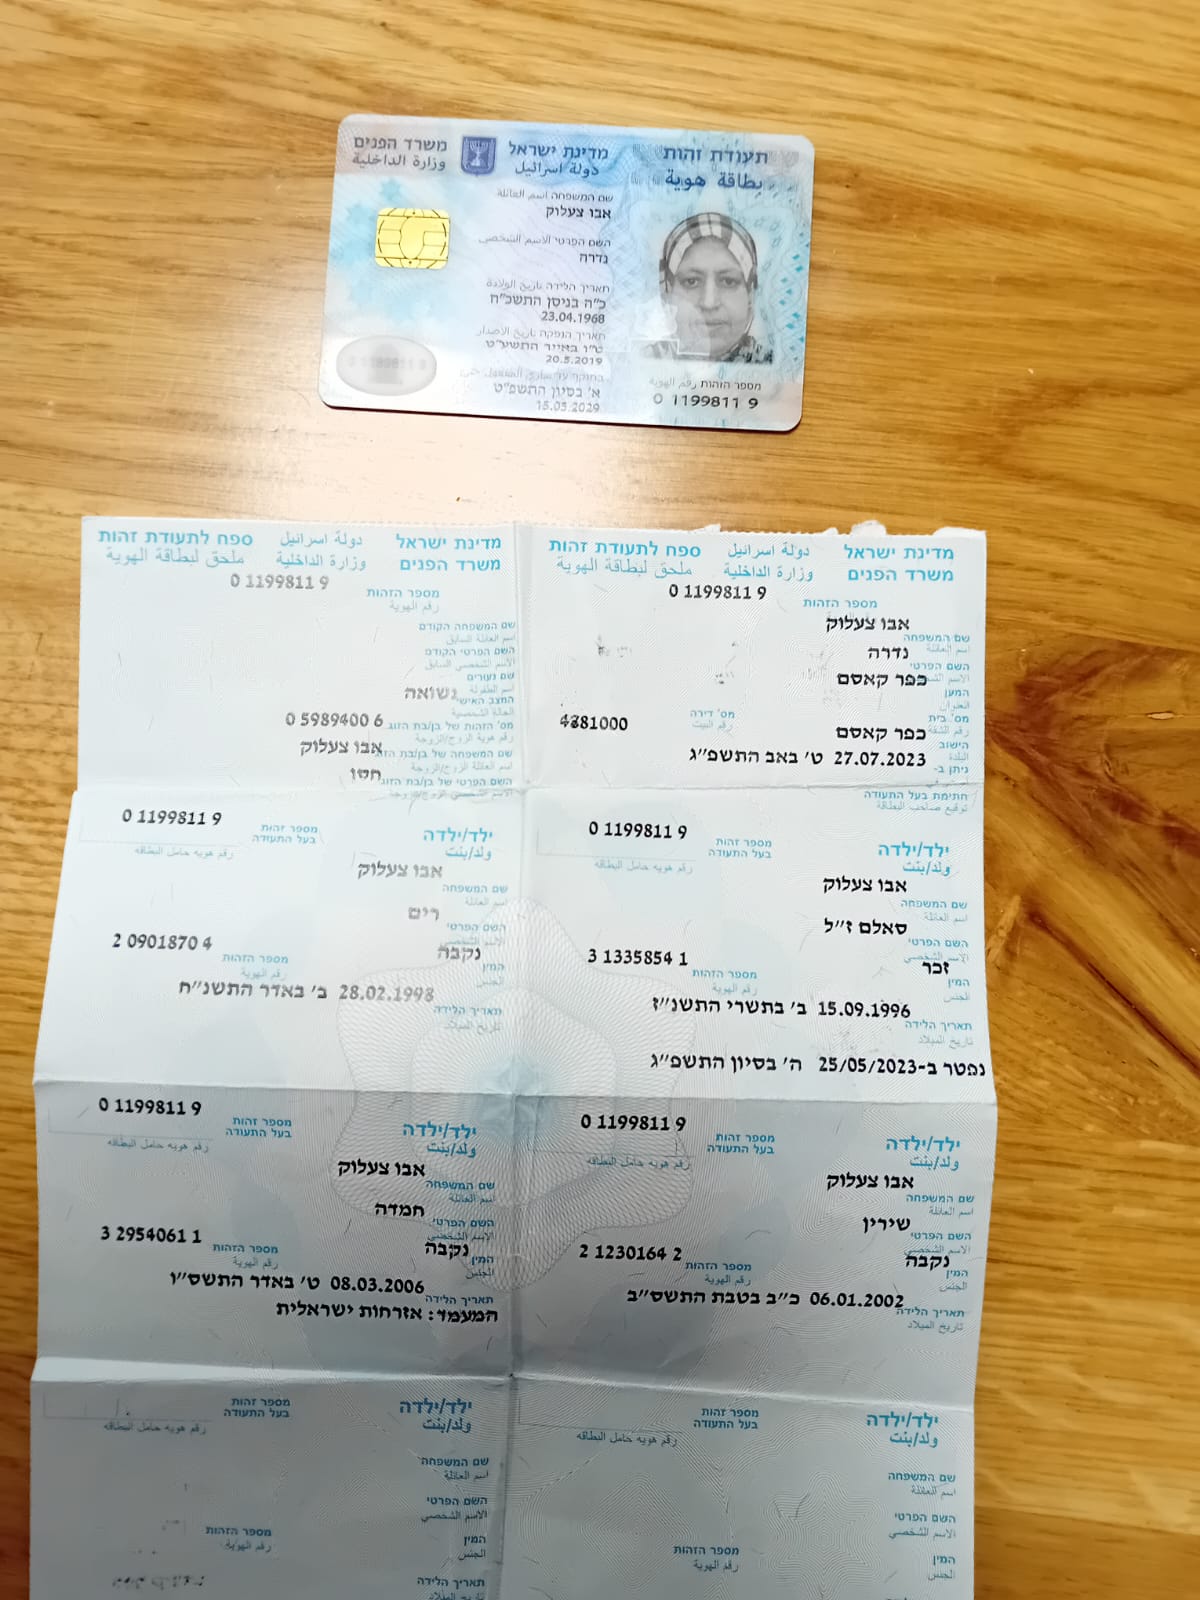 תעודת זהות
بطاقة هوية
מדינת ישראל
دولة اسرائيل
משרד הפנים
وزارة الداخلية
שם המשפחה اسم العائلة
אבו צעלוק
השם הפרטי الاسم الشخصي
נדרה
תאריך הלידה تاريخ الولادة
כ"ה בניסן התשכ"ח
23.04.1968
תאריך הנפקה تاريخ الاصدار
ט"ו באייר התשע"ט
20.5.2019
א' בסיון התשפ"ט
15.05.2029
מספר הזהות رقم الهوية
0 1199811 9
מדינת ישראל دولة اسرائيل ספח לתעודת זהות
משרד הפנים وزارة الداخلية ملحق لبطاقة الهوية
0 1199811 9
מספר הזהות
אבו צעלוק
שם המשפחה
اسم العائلة
נדרה
השם הפרטי
כפר קאסם
המען
العنوان
מס' בית
מס' דירה
رقم البيت
4881000
כפר קאסם
הישוב
البلدة
27.07.2023 ט' באב התשפ"ג
ניתן ב-
חתימת בעל התעודה
توقيع صاحب البطاقة
מדינת ישראל دولة اسرائيل ספח לתעודת זהות
משרד הפנים وزارة الداخلية ملحق لبطاقة الهوية
0 1199811 9
מספר הזהות
رقم الهوية
שם המשפחה הקודם
اسم العائلة السابق
השם הפרטי הקודם
الاسم الشخصي السابق
שם נעורים
اسم الطفولة
נשואה
המצב האישי
الحالة الشخصية
0 5989400 6
מס' הזהות של בן/בת הזוג
رقم هوية الزوج/الزوجة
אבו צעלוק
שם המשפחה של בן/בת הזוג
اسم عائلة الزوج/الزوجة
חסן
השם הפרטי של בן/בת הזוג
ילד/ילדה
ولد/بنت
0 1199811 9
מספר זהות
בעל התעודה
رقم هوية حامل البطاقة
אבו צעלוק
שם המשפחה
اسم العائلة
סאלם ז"ל
השם הפרטי
الاسم الشخصي
זכר
המין
الجنس
3 1335854 1
מספר הזהות
رقم الهوية
15.09.1996 ב' בתשרי התשנ"ז
תאריך הלידה
تاريخ الميلاد
נפטר ב-25/05/2023 ה' בסיון התשפ"ג
ילד/ילדה
ولد/بنت
0 1199811 9
מספר זהות
בעל התעודה
رقم هوية حامل البطاقة
אבו צעלוק
שם המשפחה
اسم العائلة
רים
השם הפרטי
الاسم الشخصي
נקבה
המין
الجنس
2 0901870 4
מספר הזהות
رقم الهوية
28.02.1998 ב' באדר התשנ"ח
תאריך הלידה
تاريخ الميلاد
ילד/ילדה
ولد/بنت
0 1199811 9
מספר זהות
בעל התעודה
رقم هوية حامل البطاقة
אבו צעלוק
שם המשפחה
اسم العائلة
שירין
השם הפרטי
الاسم الشخصي
נקבה
המין
الجنس
2 1230164 2
מספר הזהות
رقم الهوية
06.01.2002 כ"ב בטבת התשס"ב
תאריך הלידה
تاريخ الميلاد
ילד/ילדה
ولد/بنت
0 1199811 9
מספר זהות
בעל התעודה
رقم هوية حامل البطاقة
אבו צעלוק
שם המשפחה
اسم العائلة
חמדה
השם הפרטי
الاسم الشخصي
נקבה
המין
الجنس
3 2954061 1
מספר הזהות
رقم الهوية
08.03.2006 ט' באדר התשס"ו
תאריך הלידה
המעמד: אזרחות ישראלית
ילד/ילדה
ولد/بنت
מספר זהות
בעל התעודה
رقم هوية حامل البطاقة
שם המשפחה
اسم العائلة
השם הפרטי
الاسم الشخصي
המין
الجنس
מספר הזהות
رقم الهوية
ילד/ילדה
ولد/بنت
מספר זהות
בעל התעודה
رقم هوية حامل البطاقة
שם המשפחה
اسم العائلة
השם הפרטי
الاسم الشخصي
המין
الجنس
מספר הזהות
رقم الهوية
תאריך הלידה
تاريخ الميلاد